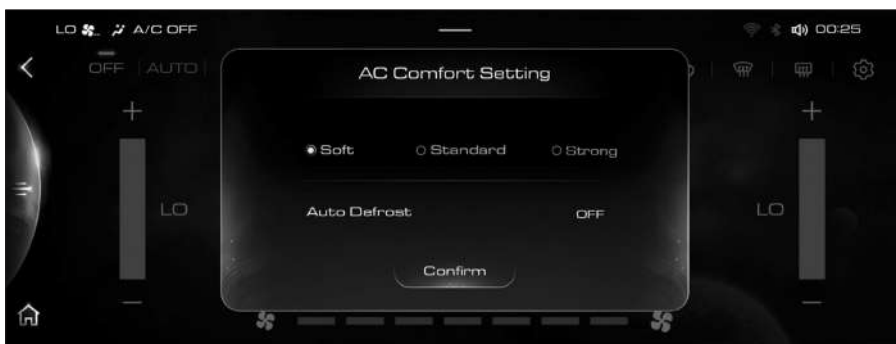 LO A/C OFF 00:25
OFF AUTO
AC Comfort Setting
Soft Standard Strong
LO LO
Auto Defrost OFF
Confirm